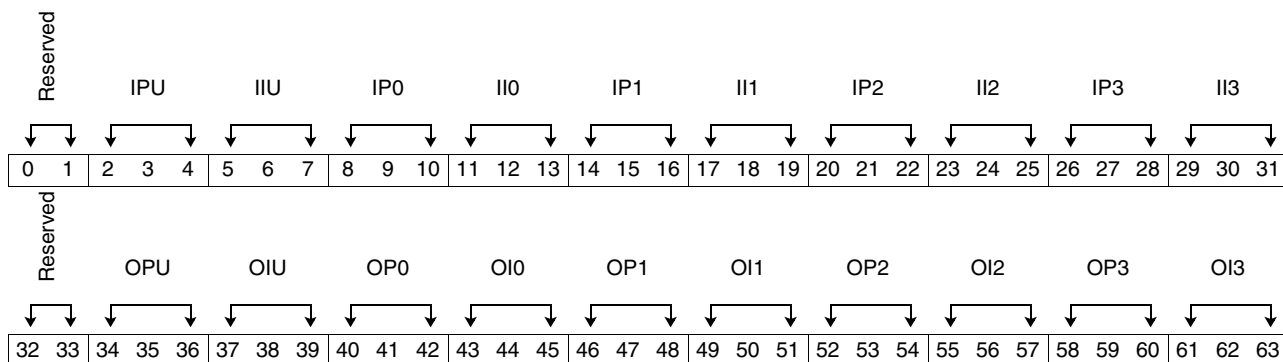 Reserved
IPU IIU IP0 II0 IP1 II1 IP2 II2 IP3 II3
0 1 2 3 4 5 6 7 8 9 10 11 12 13 14 15 16 17 18 19 20 21 22 23 24 25 26 27 28 29 30 31
Reserved
OPU OIU OP0 OI0 OP1 OI1 OP2 OI2 OP3 OI3
32 33 34 35 36 37 38 39 40 41 42 43 44 45 46 47 48 49 50 51 52 53 54 55 56 57 58 59 60 61 62 63